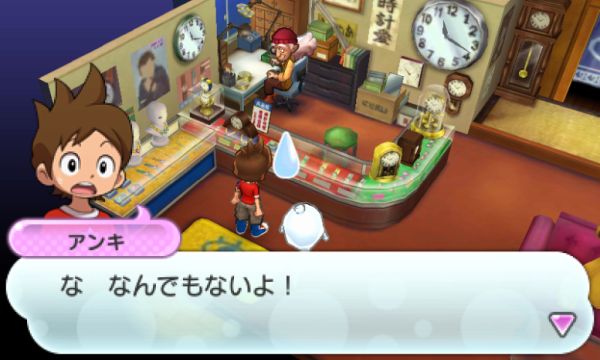 時計堂
アンキ
な　なんでもないよ！